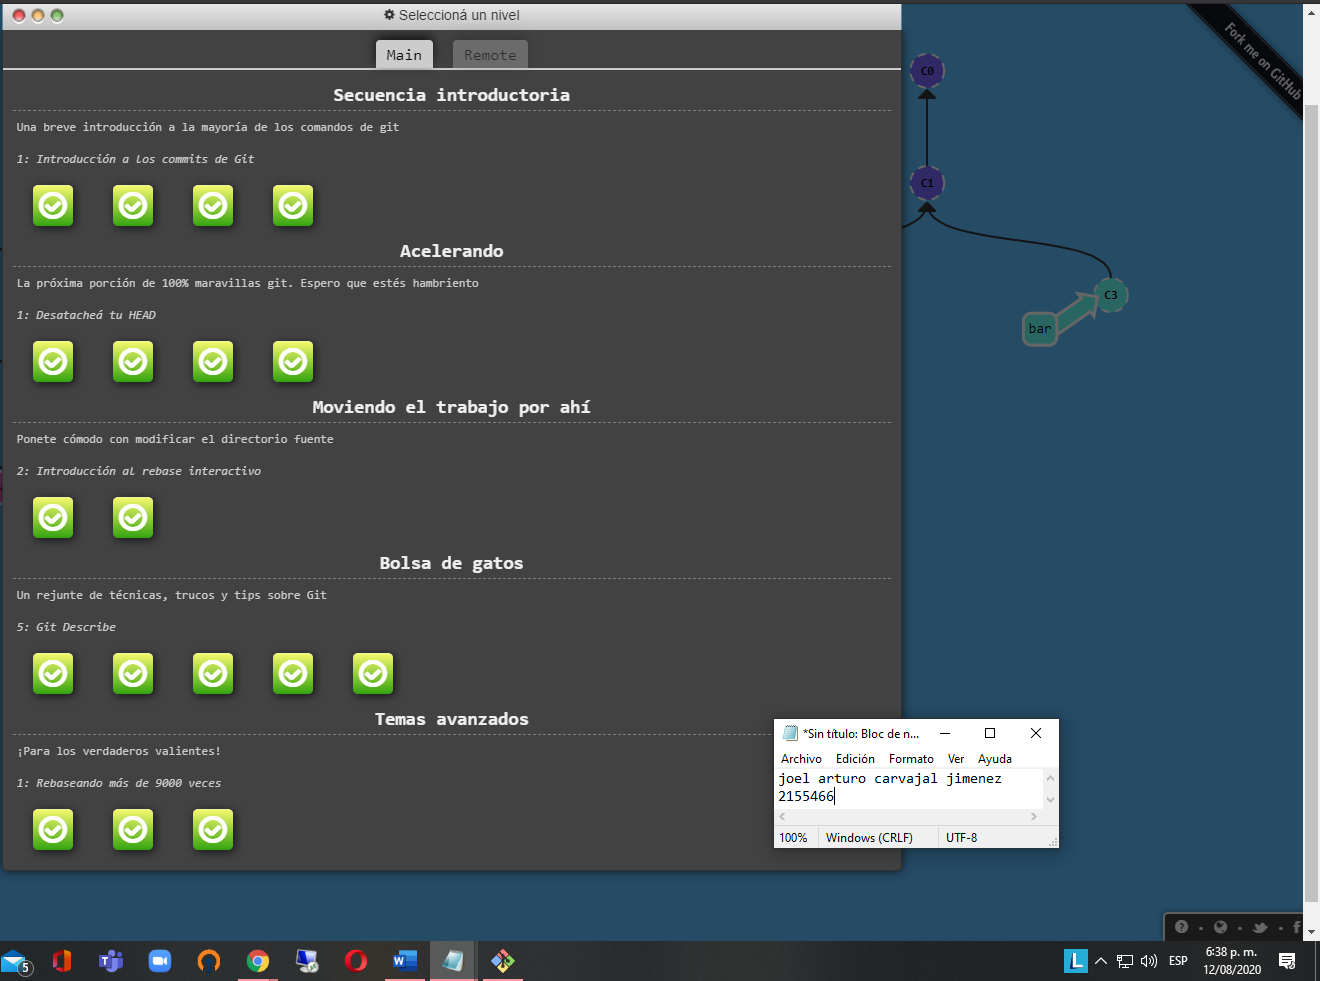 Seleccioná un nivel
Main
Remote
Secuencia introductoria
Una breve introducción a la mayoría de los comandos de git
1: Introducción a los commits de Git
Acelerando
La próxima porción de 100% maravillas git. Espero que estés hambriento
1: Desatacheá tu HEAD
Moviendo el trabajo por ahí
Ponete cómodo con modificar el directorio fuente
2: Introducción al rebase interactivo
Bolsa de gatos
Un rejunte de técnicas, trucos y tips sobre Git
5: Git Describe
Temas avanzados
¡Para los verdaderos valientes!
1: Rebaseando más de 9000 veces
C0
C1
C3
bar
Fork me on GitHub
*Sin título: Bloc de n...
Archivo Edición Formato Ver Ayuda
joel arturo carvajal jimenez
2155466
100% Windows (CRLF) UTF-8
5
L
ESP
6:38 p. m.
12/08/2020